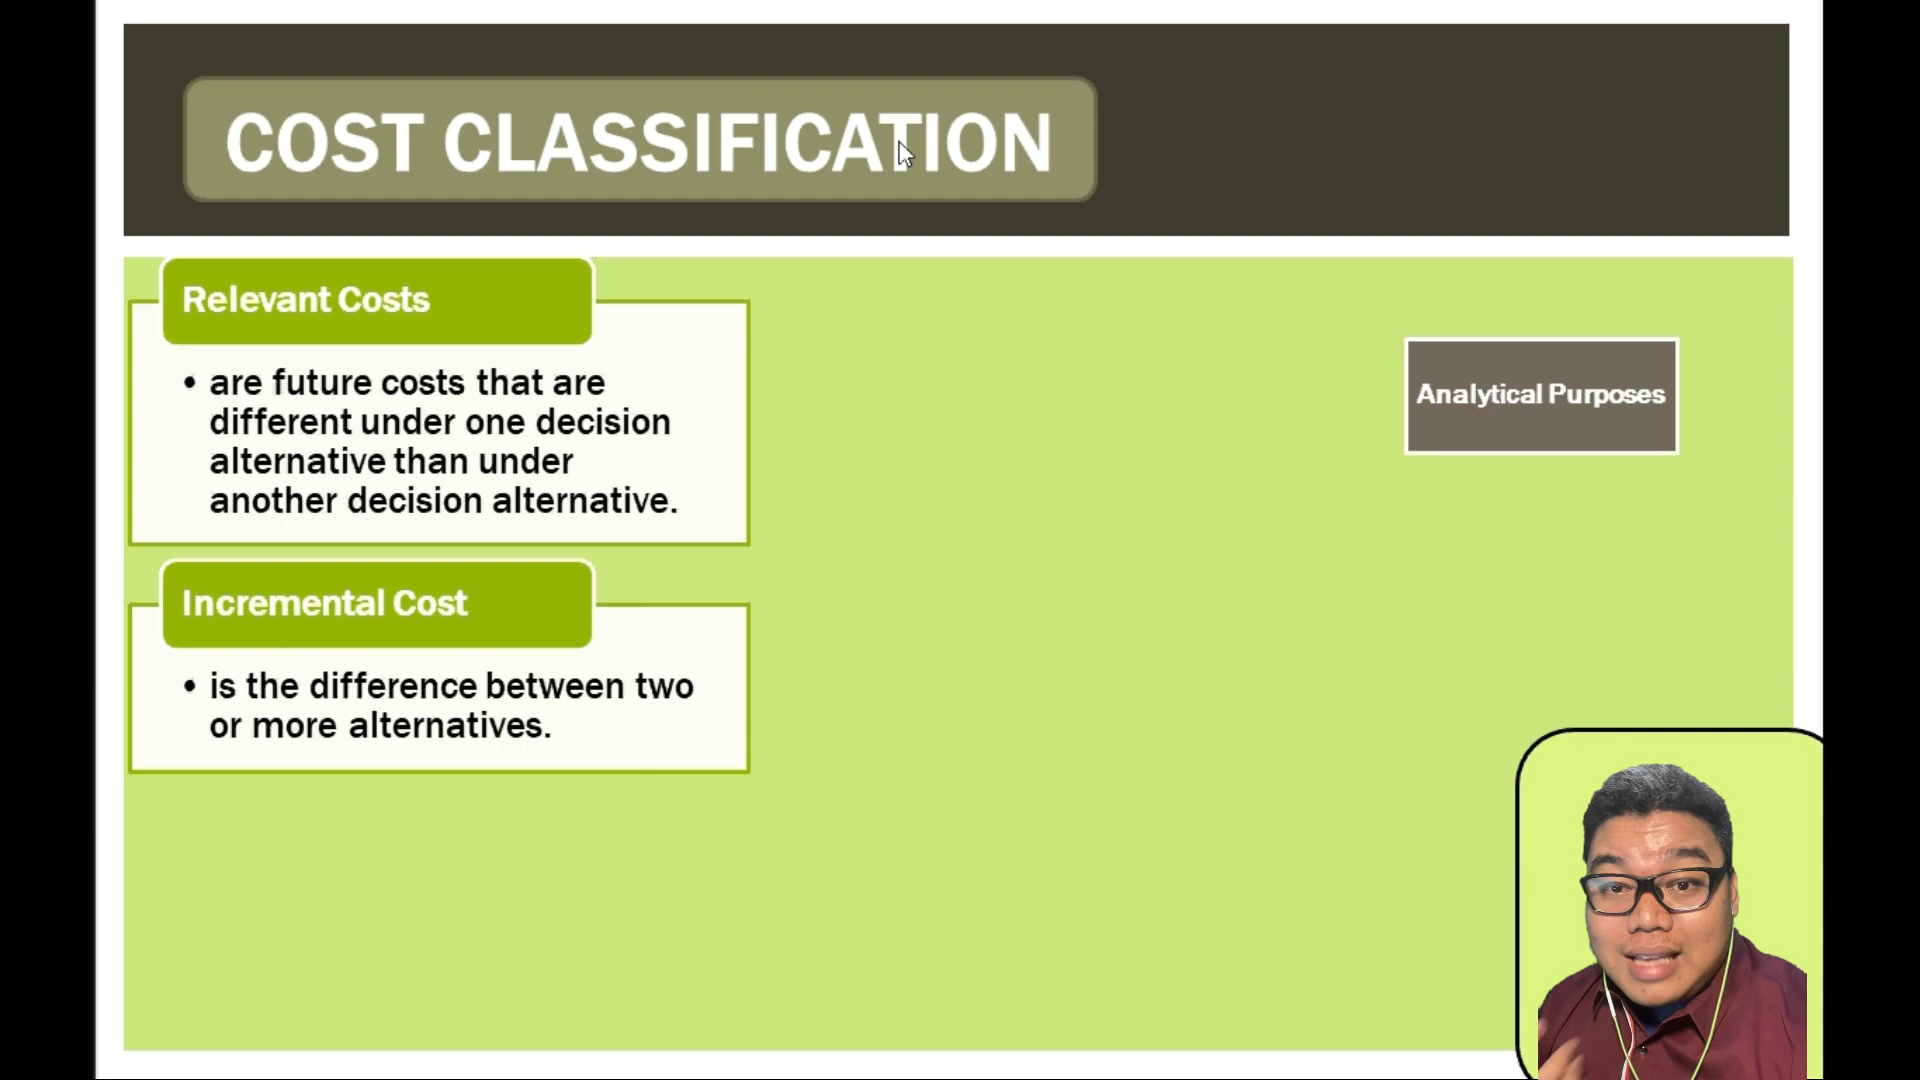 COST CLASSIFICATION
Relevant Costs
• are future costs that are
different under one decision
alternative than under
another decision alternative.
Analytical Purposes
Incremental Cost
• is the difference between two
or more alternatives.